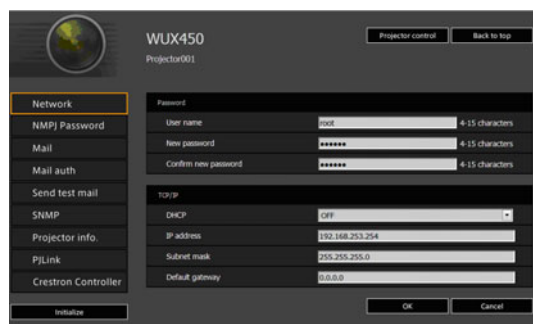 WUX450
Projector001
Projector control
Back to top
Network
NMPJ Password
Mail
Mail auth
Send test mail
SNMP
Projector info.
PJLink
Crestron Controller
Initialize
Password
User name root 4-15 characters
New password •••••• 4-15 characters
Confirm new password •••••• 4-15 characters
TCP/IP
DHCP OFF
IP address 192.168.253.254
Subnet mask 255.255.255.0
Default gateway 0.0.0.0
OK
Cancel